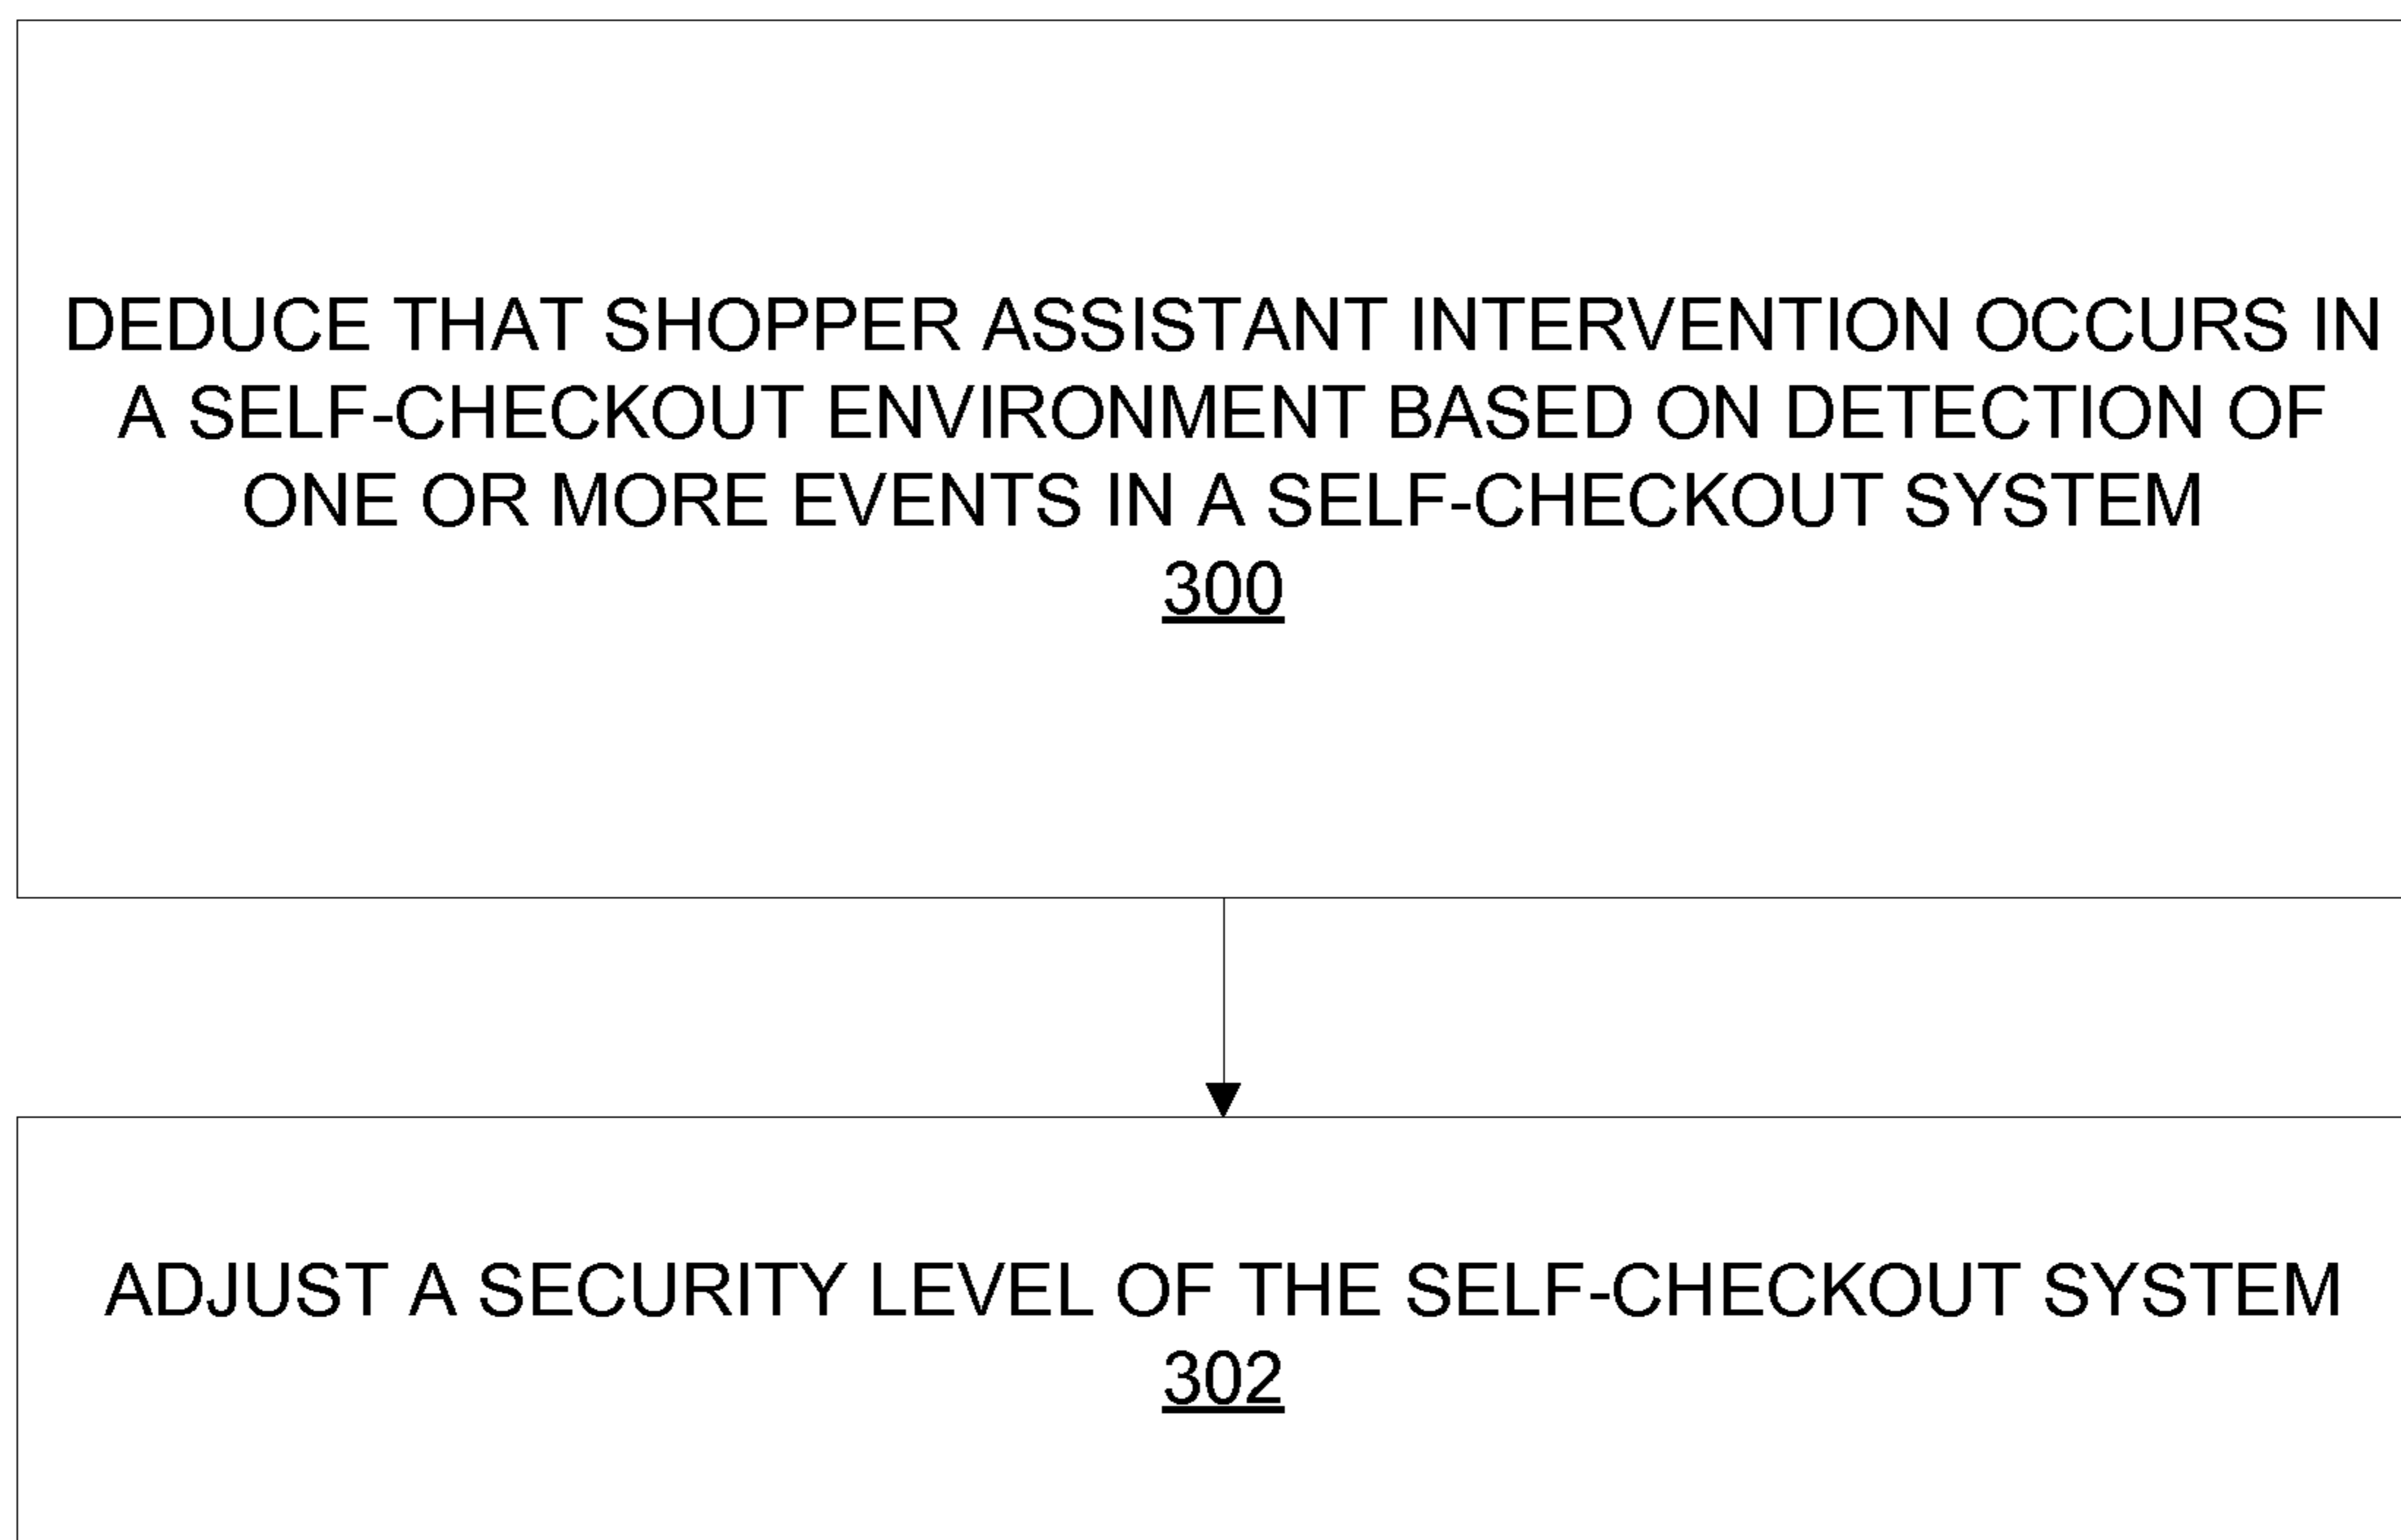 DEDUCE THAT SHOPPER ASSISTANT INTERVENTION OCCURS IN
A SELF-CHECKOUT ENVIRONMENT BASED ON DETECTION OF
ONE OR MORE EVENTS IN A SELF-CHECKOUT SYSTEM
300
ADJUST A SECURITY LEVEL OF THE SELF-CHECKOUT SYSTEM
302